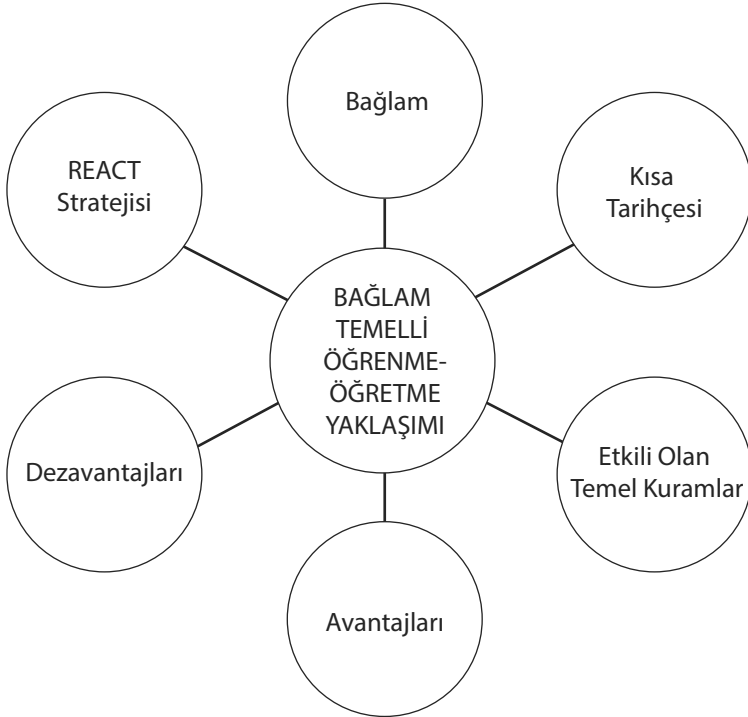 Bağlam
REACT
Stratejisi
Kısa
Tarihçesi
BAĞLAM
TEMELLİ
ÖĞRENME-
ÖĞRETME
YAKLAŞIMI
Dezavantajları
Etkili Olan
Temel Kuramlar
Avantajları